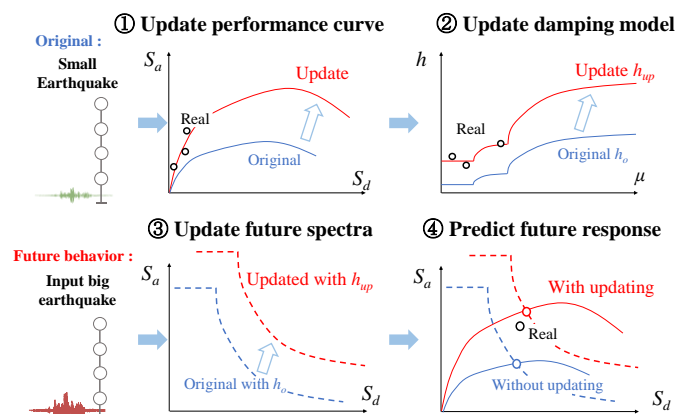 ① Update performance curve
② Update damping model
Original :
Small
Earthquake
Sa
Update
Real
Original
Sd
h
Update hup
Real
Original ho
μ
③ Update future spectra
④ Predict future response
Future behavior :
Input big
earthquake
Sa
Updated with hup
Original with ho
Sd
Sa
With updating
Real
Without updating
Sd